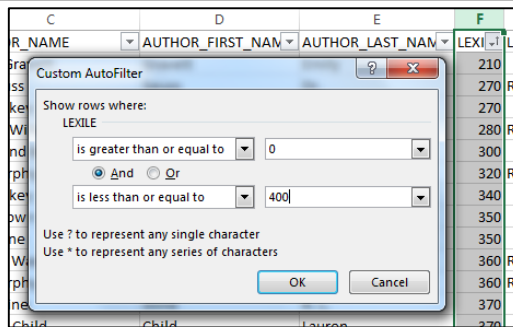 C D E F
R_NAME AUTHOR_FIRST_NAM AUTHOR_LAST_NAM LEXI
Custom AutoFilter
Show rows where:
LEXILE
is greater than or equal to 0
And Or
is less than or equal to 400
Use ? to represent any single character
Use * to represent any series of characters
OK Cancel
210
270
270
280 R
300
320 R
340
350
350
360 R
360 R
370
Child Child Lauren 370